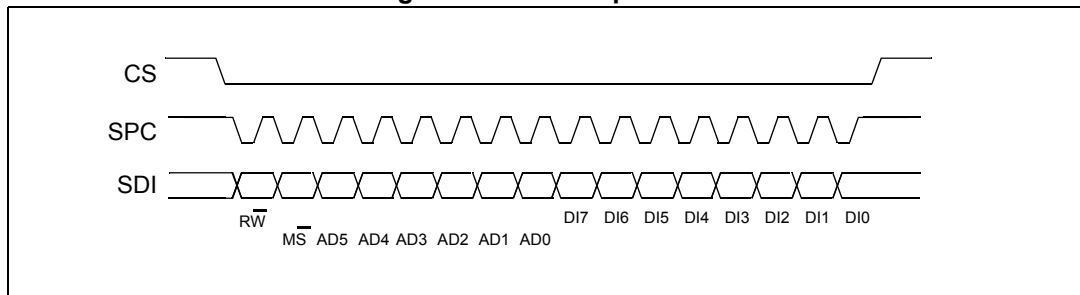 CS
SPC
SDI
RW̅ DI7 DI6 DI5 DI4 DI3 DI2 DI1 DI0
MS̅ AD5 AD4 AD3 AD2 AD1 AD0